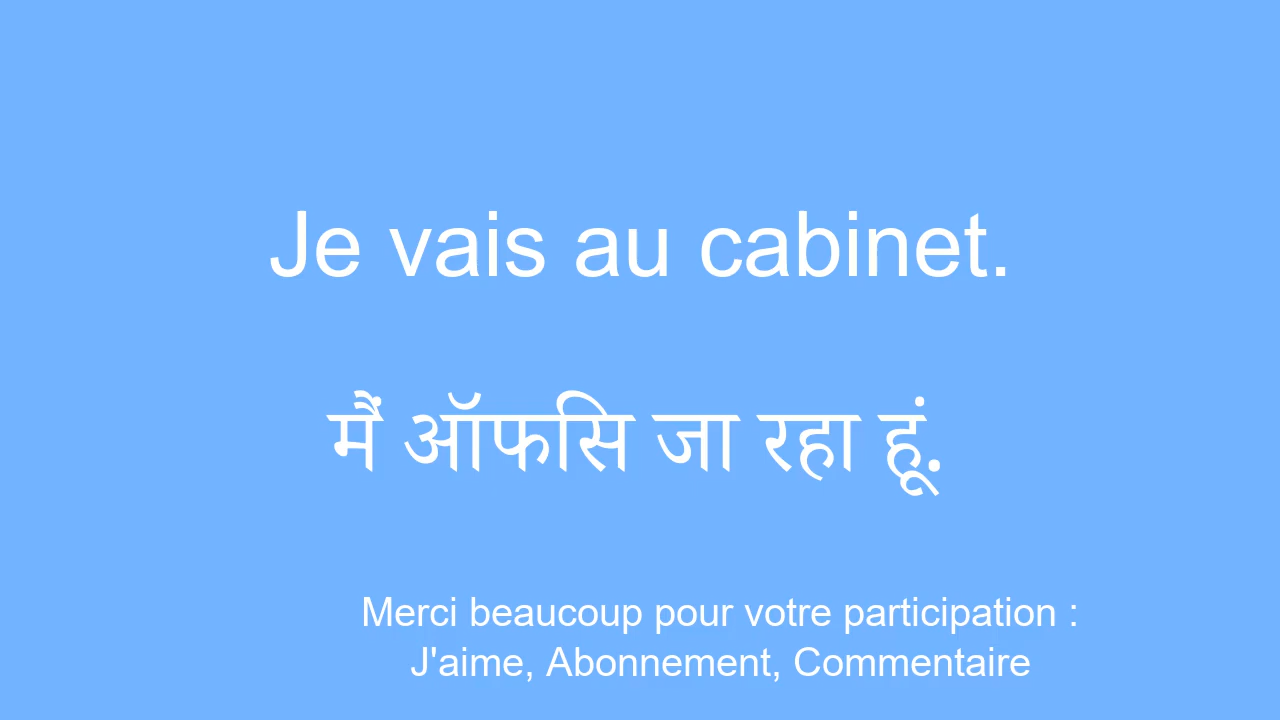 Je vais au cabinet.
मैं ऑफसि जा रहा हूं.
Merci beaucoup pour votre participation :
J'aime, Abonnement, Commentaire